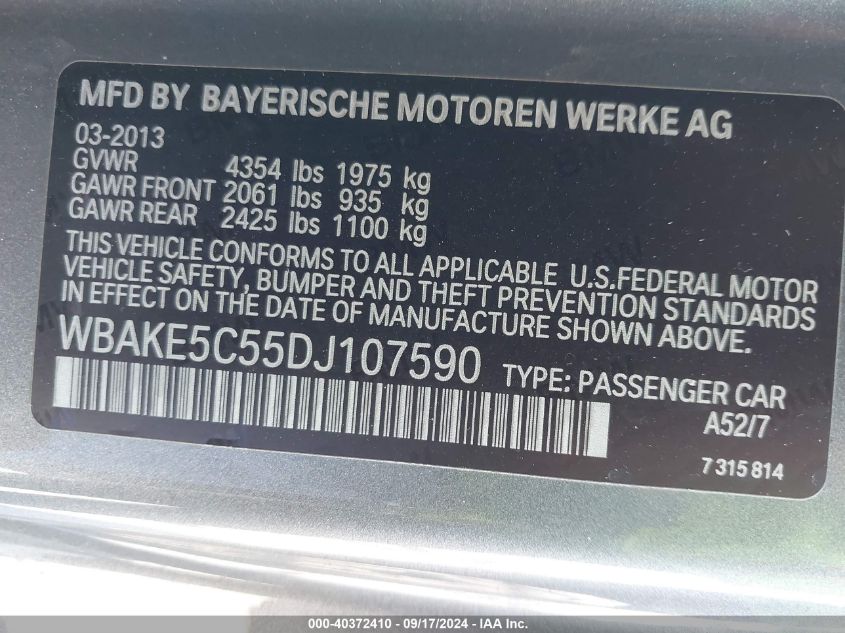 MFD BY BAYERISCHE MOTOREN WERKE AG
03-2013
GVWR 4354 lbs 1975 kg
GAWR FRONT 2061 lbs 935 kg
GAWR REAR 2425 lbs 1100 kg
THIS VEHICLE CONFORMS TO ALL APPLICABLE U.S.FEDERAL MOTOR
VEHICLE SAFETY, BUMPER AND THEFT PREVENTION STANDARDS
IN EFFECT ON THE DATE OF MANUFACTURE SHOWN ABOVE.
WBAKE5C55DJ107590 TYPE: PASSENGER CAR
A52/7
7 315 814
000-40372410 - 09/17/2024 - IAA Inc.